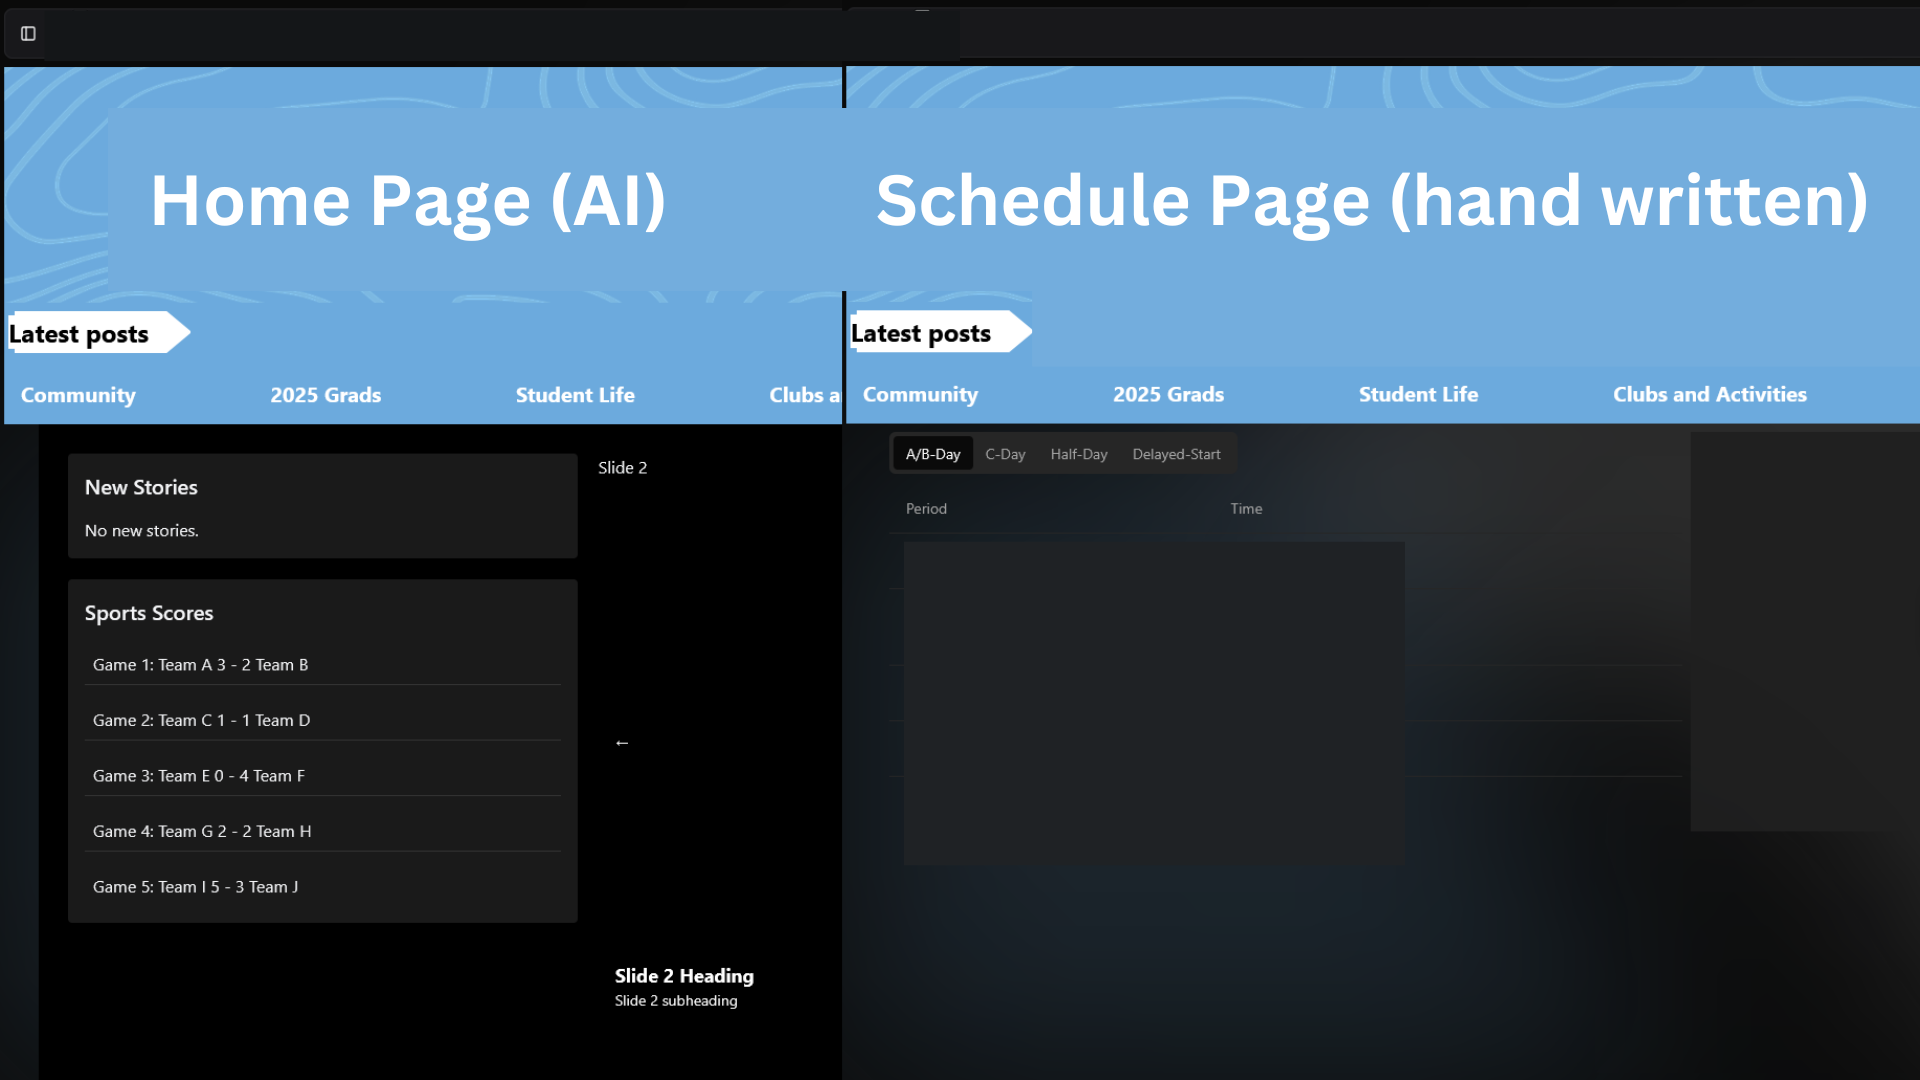 Home Page (AI)
Latest posts
Community 2025 Grads Student Life Clubs a
New Stories
No new stories.
Sports Scores
Game 1: Team A 3 - 2 Team B
Game 2: Team C 1 - 1 Team D
Game 3: Team E 0 - 4 Team F
Game 4: Team G 2 - 2 Team H
Game 5: Team I 5 - 3 Team J
Slide 2
←
Slide 2 Heading
Slide 2 subheading
Schedule Page (hand written)
Latest posts
Community 2025 Grads Student Life Clubs and Activities
A/B-Day C-Day Half-Day Delayed-Start
Period Time